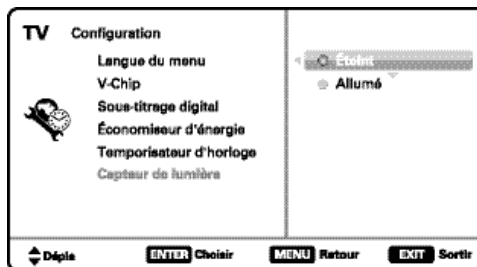 TV Configuration
Langue du menu
V-Chip
Sous-titrage digital
Économiseur d'énergie
Temporisateur d'horloge
Capteur de lumière
Éteint
Allumé
Déplα ENTER Choisir MENU Retour EXIT Sortir